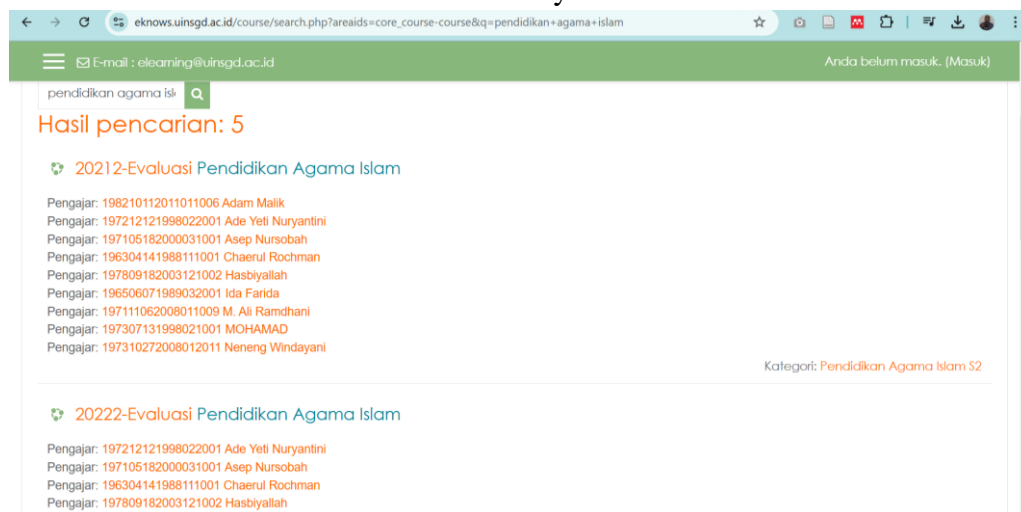 eknows.uinsgd.ac.id/course/search.php?areaids=core_course-course&q=pendidikan+agama+islam
E-mail : elearning@uinsgd.ac.id
Anda belum masuk. (Masuk)
pendidikan agama isl
Hasil pencarian: 5
20212-Evaluasi Pendidikan Agama Islam
Pengajar: 198210112011011006 Adam Malik
Pengajar: 197212121998022001 Ade Yeti Nuryantini
Pengajar: 197105182000031001 Asep Nursobah
Pengajar: 196304141988111001 Chaerul Rochman
Pengajar: 197809182003121002 Hasbiyallah
Pengajar: 196506071989032001 Ida Farida
Pengajar: 197111062008011009 M. Ali Ramdhani
Pengajar: 197307131998021001 MOHAMAD
Pengajar: 197310272008012011 Neneng Windayani
Kategori: Pendidikan Agama Islam S2
20222-Evaluasi Pendidikan Agama Islam
Pengajar: 197212121998022001 Ade Yeti Nuryantini
Pengajar: 197105182000031001 Asep Nursobah
Pengajar: 196304141988111001 Chaerul Rochman
Pengajar: 197809182003121002 Hasbiyallah